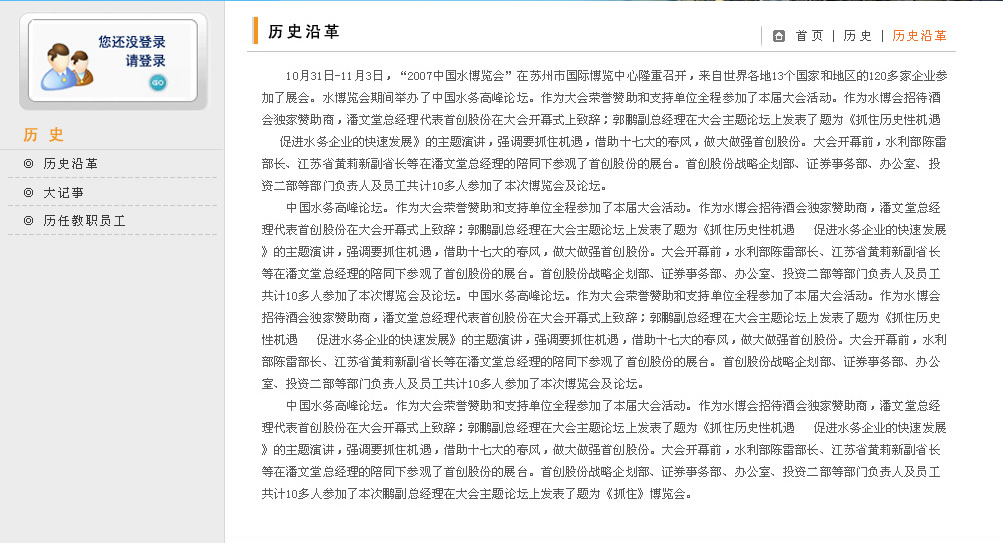 您还没登录
请登录
GO
历 史
历史沿革
大记事
历任教职员工
历史沿革
首页 | 历史 | 历史沿革
10月31日-11月3日，“2007中国水博览会”在苏州市国际博览中心隆重召开，来自世界各地13个国家和地区的120多家企业参
加了展会。水博览会期间举办了中国水务高峰论坛。作为大会荣誉赞助和支持单位全程参加了本届大会活动。作为水博会招待酒
会独家赞助商，潘文堂总经理代表首创股份在大会开幕式上致辞；郭鹏副总经理在大会主题论坛上发表了题为《抓住历史性机遇
促进水务企业的快速发展》的主题演讲，强调要抓住机遇，借助十七大的春风，做大做强首创股份。大会开幕前，水利部陈雷
部长、江苏省黄莉新副省长等在潘文堂总经理的陪同下参观了首创股份的展台。首创股份战略企划部、证券事务部、办公室、投
资二部等部门负责人及员工共计10多人参加了本次博览会及论坛。
中国水务高峰论坛。作为大会荣誉赞助和支持单位全程参加了本届大会活动。作为水博会招待酒会独家赞助商，潘文堂总经
理代表首创股份在大会开幕式上致辞；郭鹏副总经理在大会主题论坛上发表了题为《抓住历史性机遇 促进水务企业的快速发展
》的主题演讲，强调要抓住机遇，借助十七大的春风，做大做强首创股份。大会开幕前，水利部陈雷部长、江苏省黄莉新副省长
等在潘文堂总经理的陪同下参观了首创股份的展台。首创股份战略企划部、证券事务部、办公室、投资二部等部门负责人及员工
共计10多人参加了本次博览会及论坛。中国水务高峰论坛。作为大会荣誉赞助和支持单位全程参加了本届大会活动。作为水博会
招待酒会独家赞助商，潘文堂总经理代表首创股份在大会开幕式上致辞；郭鹏副总经理在大会主题论坛上发表了题为《抓住历史
性机遇 促进水务企业的快速发展》的主题演讲，强调要抓住机遇，借助十七大的春风，做大做强首创股份。大会开幕前，水利
部陈雷部长、江苏省黄莉新副省长等在潘文堂总经理的陪同下参观了首创股份的展台。首创股份战略企划部、证券事务部、办公
室、投资二部等部门负责人及员工共计10多人参加了本次博览会及论坛。
中国水务高峰论坛。作为大会荣誉赞助和支持单位全程参加了本届大会活动。作为水博会招待酒会独家赞助商，潘文堂总经
理代表首创股份在大会开幕式上致辞；郭鹏副总经理在大会主题论坛上发表了题为《抓住历史性机遇 促进水务企业的快速发展
》的主题演讲，强调要抓住机遇，借助十七大的春风，做大做强首创股份。大会开幕前，水利部陈雷部长、江苏省黄莉新副省长
等在潘文堂总经理的陪同下参观了首创股份的展台。首创股份战略企划部、证券事务部、办公室、投资二部等部门负责人及员工
共计10多人参加了本次鹏副总经理在大会主题论坛上发表了题为《抓住》博览会。